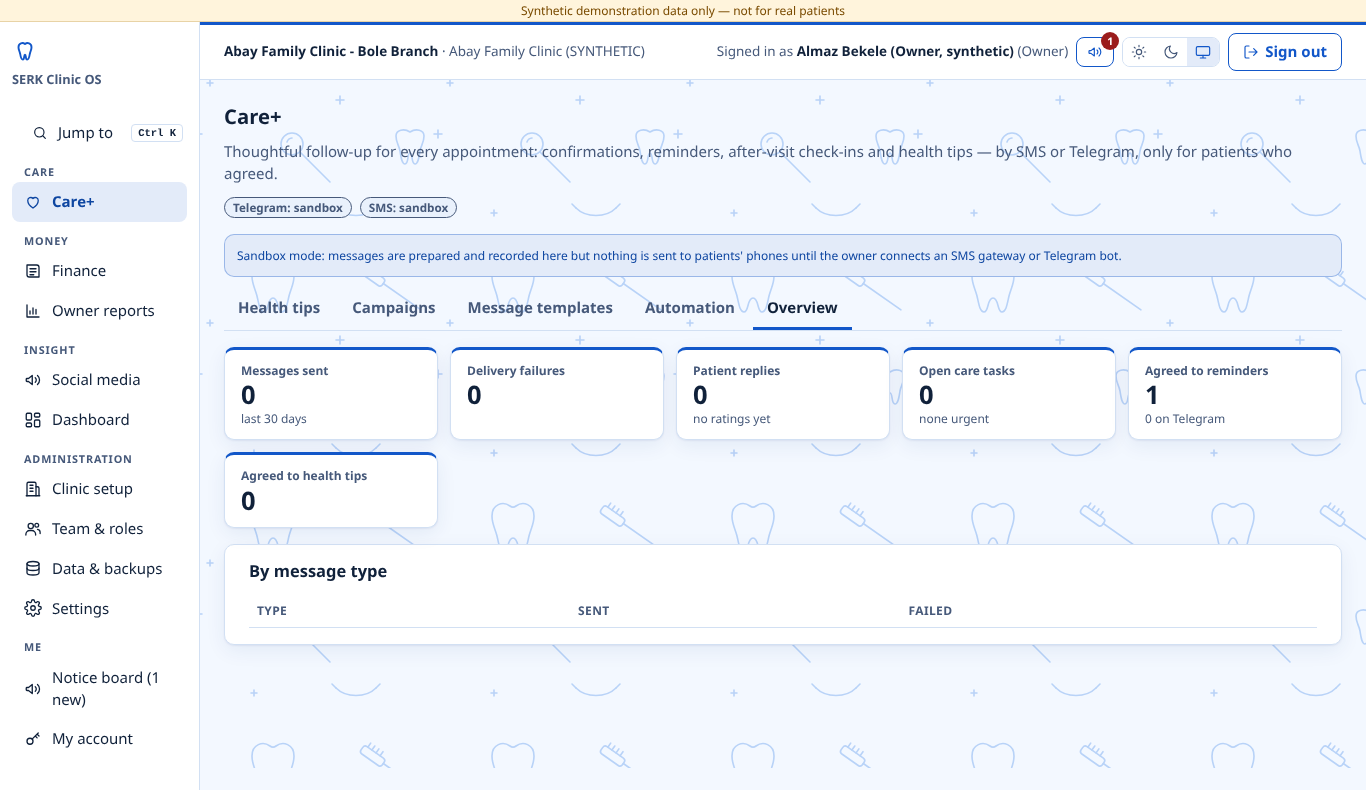 Synthetic demonstration data only — not for real patients
SERK Clinic OS
Jump to Ctrl K
CARE
Care+
MONEY
Finance
Owner reports
INSIGHT
Social media
Dashboard
ADMINISTRATION
Clinic setup
Team & roles
Data & backups
Settings
ME
Notice board (1
new)
My account
Abay Family Clinic - Bole Branch · Abay Family Clinic (SYNTHETIC)
Signed in as Almaz Bekele (Owner, synthetic) (Owner)
1
Sign out
Care+
Thoughtful follow-up for every appointment: confirmations, reminders, after-visit check-ins and health tips — by SMS or Telegram, only for patients who
agreed.
Telegram: sandbox SMS: sandbox
Sandbox mode: messages are prepared and recorded here but nothing is sent to patients' phones until the owner connects an SMS gateway or Telegram bot.
Health tips Campaigns Message templates Automation Overview
Messages sent
0
last 30 days
Delivery failures
0
Patient replies
0
no ratings yet
Open care tasks
0
none urgent
Agreed to reminders
1
0 on Telegram
Agreed to health tips
0
By message type
TYPE SENT FAILED